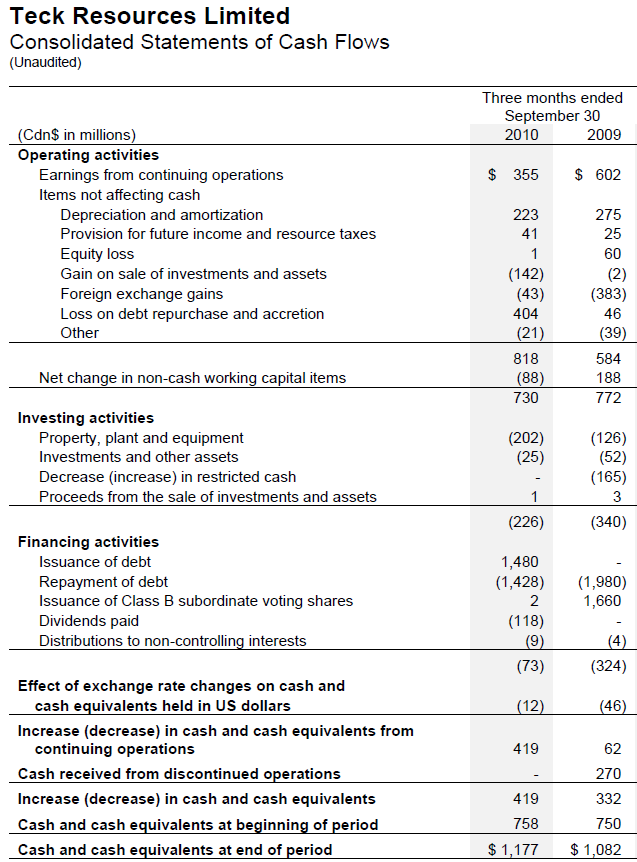 Teck Resources Limited
Consolidated Statements of Cash Flows
(Unaudited)
Three months ended
September 30
(Cdn$ in millions) 2010 2009
Operating activities
Earnings from continuing operations $ 355 $ 602
Items not affecting cash
Depreciation and amortization 223 275
Provision for future income and resource taxes 41 25
Equity loss 1 60
Gain on sale of investments and assets (142) (2)
Foreign exchange gains (43) (383)
Loss on debt repurchase and accretion 404 46
Other (21) (39)
818 584
Net change in non-cash working capital items (88) 188
730 772
Investing activities
Property, plant and equipment (202) (126)
Investments and other assets (25) (52)
Decrease (increase) in restricted cash - (165)
Proceeds from the sale of investments and assets 1 3
(226) (340)
Financing activities
Issuance of debt 1,480 -
Repayment of debt (1,428) (1,980)
Issuance of Class B subordinate voting shares 2 1,660
Dividends paid (118) -
Distributions to non-controlling interests (9) (4)
(73) (324)
Effect of exchange rate changes on cash and
cash equivalents held in US dollars (12) (46)
Increase (decrease) in cash and cash equivalents from
continuing operations 419 62
Cash received from discontinued operations - 270
Increase (decrease) in cash and cash equivalents 419 332
Cash and cash equivalents at beginning of period 758 750
Cash and cash equivalents at end of period $ 1,177 $ 1,082